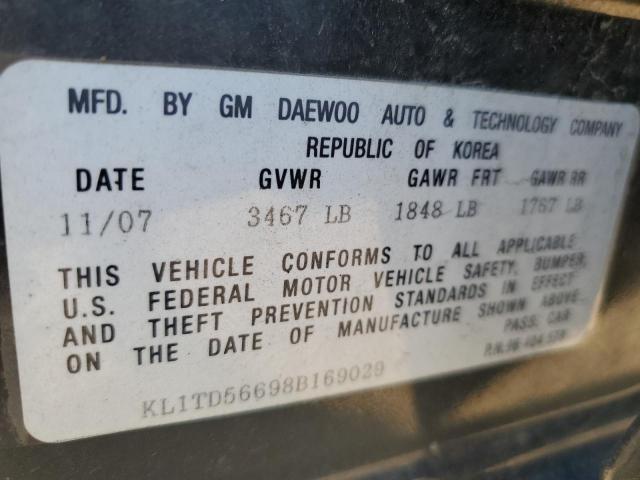 MFD. BY GM DAEWOO AUTO & TECHNOLOGY COMPANY
REPUBLIC OF KOREA
DATE GVWR GAWR FRT GAWR RR
11/07 3467 LB 1848 LB 1767 LB
THIS VEHICLE CONFORMS TO ALL APPLICABLE
U.S. FEDERAL MOTOR VEHICLE SAFETY, BUMPER,
AND THEFT PREVENTION STANDARDS IN EFFECT
ON THE DATE OF MANUFACTURE SHOWN ABOVE.
PASS. CAR
P/N.96
KL1TD56698B169029